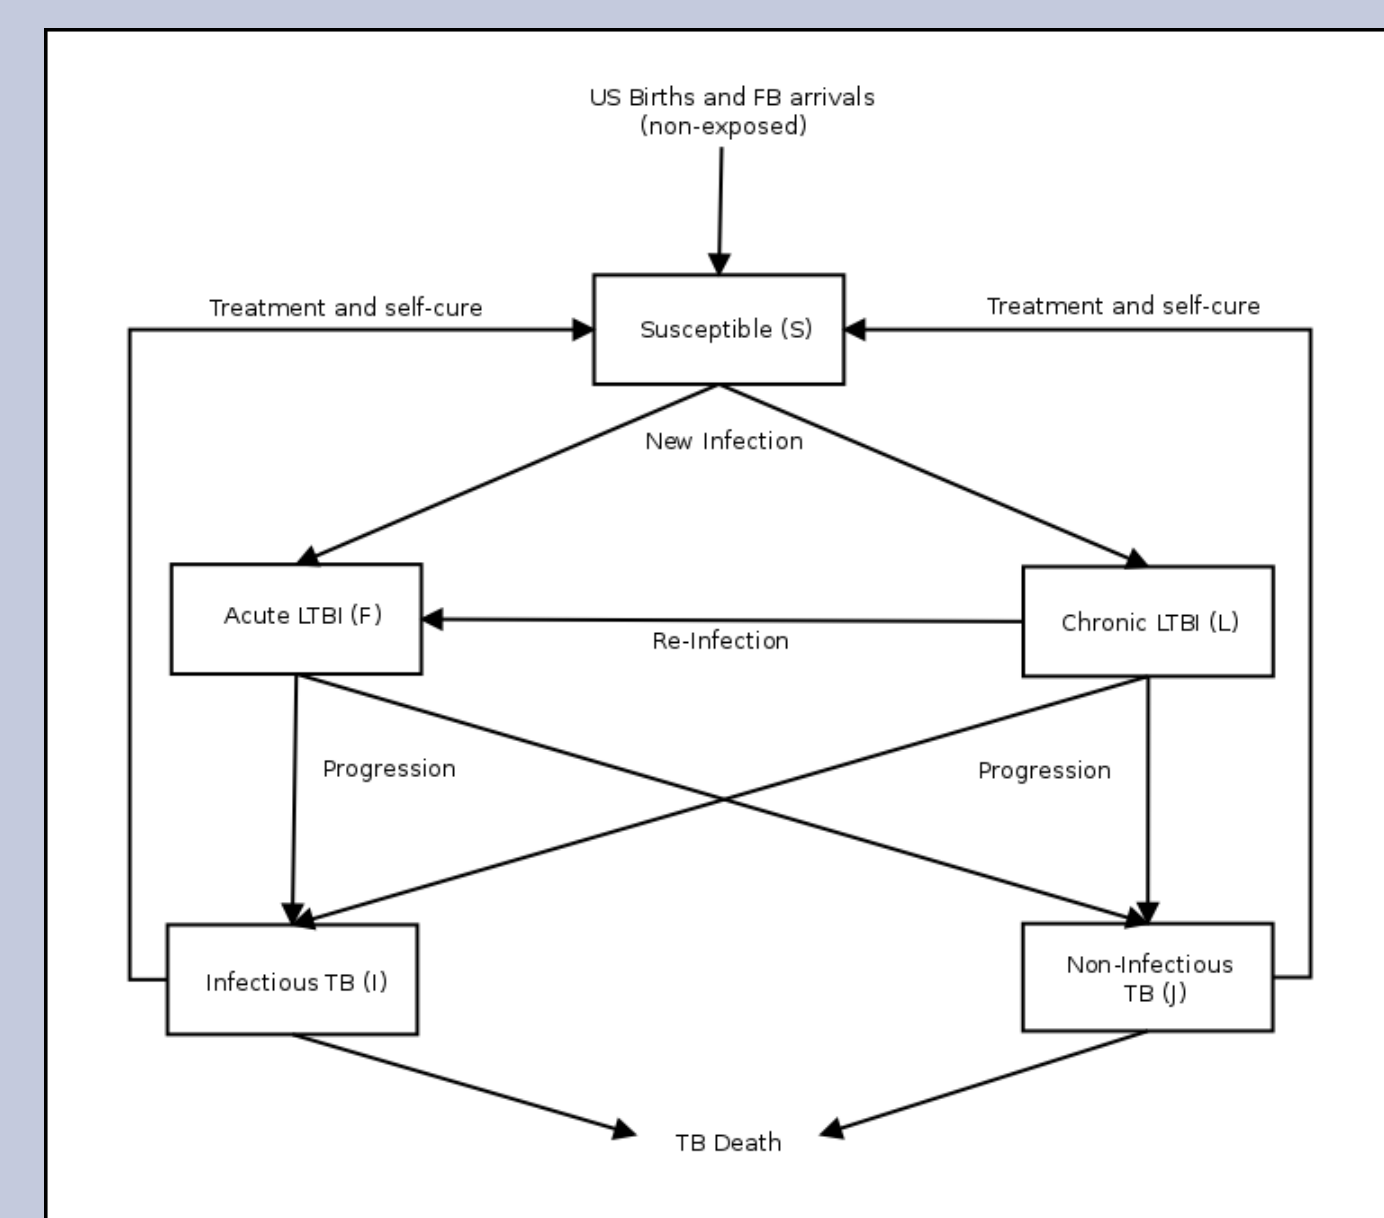 US Births and FB arrivals
(non-exposed)
Treatment and self-cure
Treatment and self-cure
Susceptible (S)
New Infection
Acute LTBI (F)
Chronic LTBI (L)
Re-Infection
Progression
Progression
Infectious TB (I)
Non-Infectious
TB (J)
TB Death